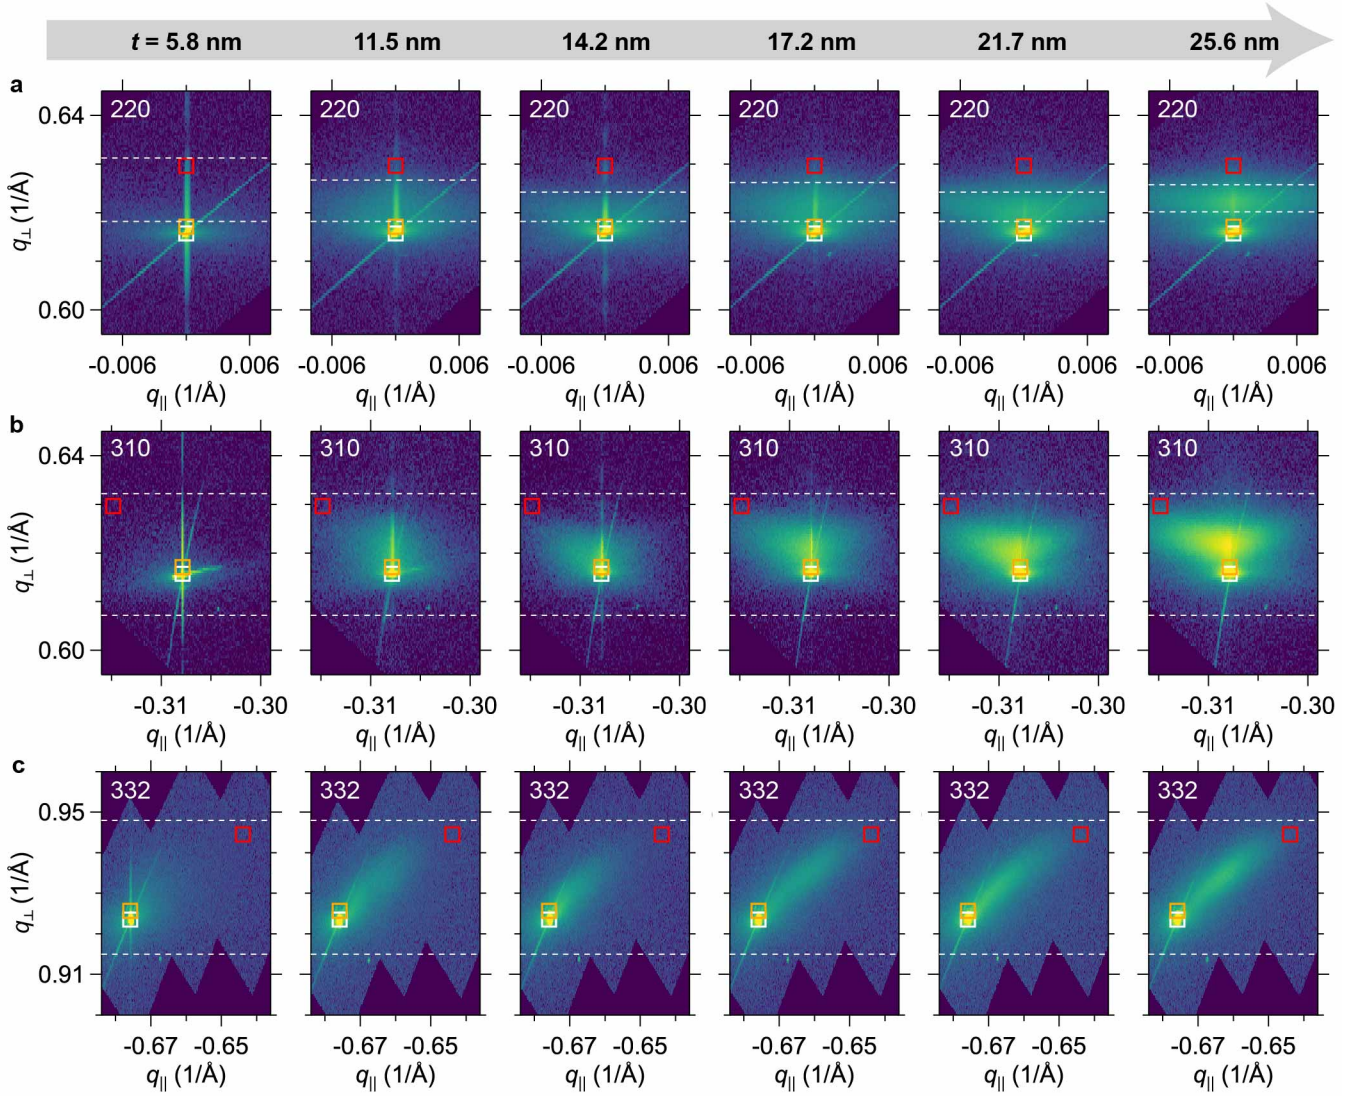 t = 5.8 nm 11.5 nm 14.2 nm 17.2 nm 21.7 nm 25.6 nm
a
220 220 220 220 220 220
0.64
0.60
q⊥ (1/Å)
-0.006 0.006 -0.006 0.006 -0.006 0.006 -0.006 0.006 -0.006 0.006 -0.006 0.006
q|| (1/Å) q|| (1/Å) q|| (1/Å) q|| (1/Å) q|| (1/Å) q|| (1/Å)
b
310 310 310 310 310 310
0.64
0.60
q⊥ (1/Å)
-0.31 -0.30 -0.31 -0.30 -0.31 -0.30 -0.31 -0.30 -0.31 -0.30 -0.31 -0.30
q|| (1/Å) q|| (1/Å) q|| (1/Å) q|| (1/Å) q|| (1/Å) q|| (1/Å)
c
332 332 332 332 332 332
0.95
0.91
q⊥ (1/Å)
-0.67 -0.65 -0.67 -0.65 -0.67 -0.65 -0.67 -0.65 -0.67 -0.65 -0.67 -0.65
q|| (1/Å) q|| (1/Å) q|| (1/Å) q|| (1/Å) q|| (1/Å) q|| (1/Å)